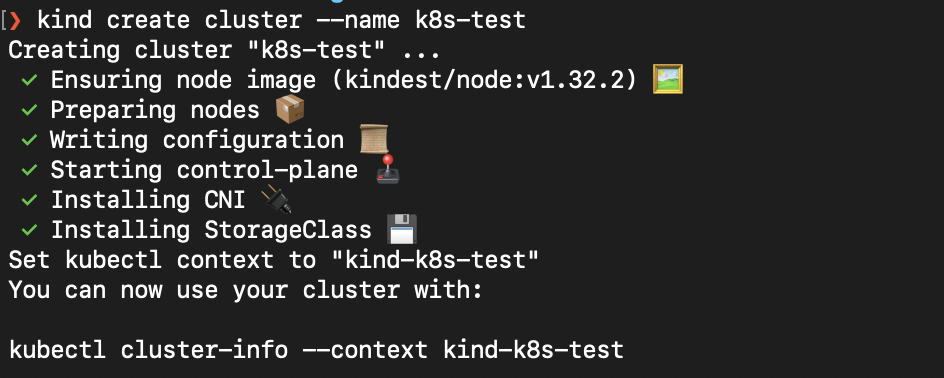 [❯ kind create cluster --name k8s-test
Creating cluster "k8s-test" ...
✓ Ensuring node image (kindest/node:v1.32.2) 🖼
✓ Preparing nodes 📦
✓ Writing configuration 📜
✓ Starting control-plane 🕹️
✓ Installing CNI 🔌
✓ Installing StorageClass 💾
Set kubectl context to "kind-k8s-test"
You can now use your cluster with:

kubectl cluster-info --context kind-k8s-test